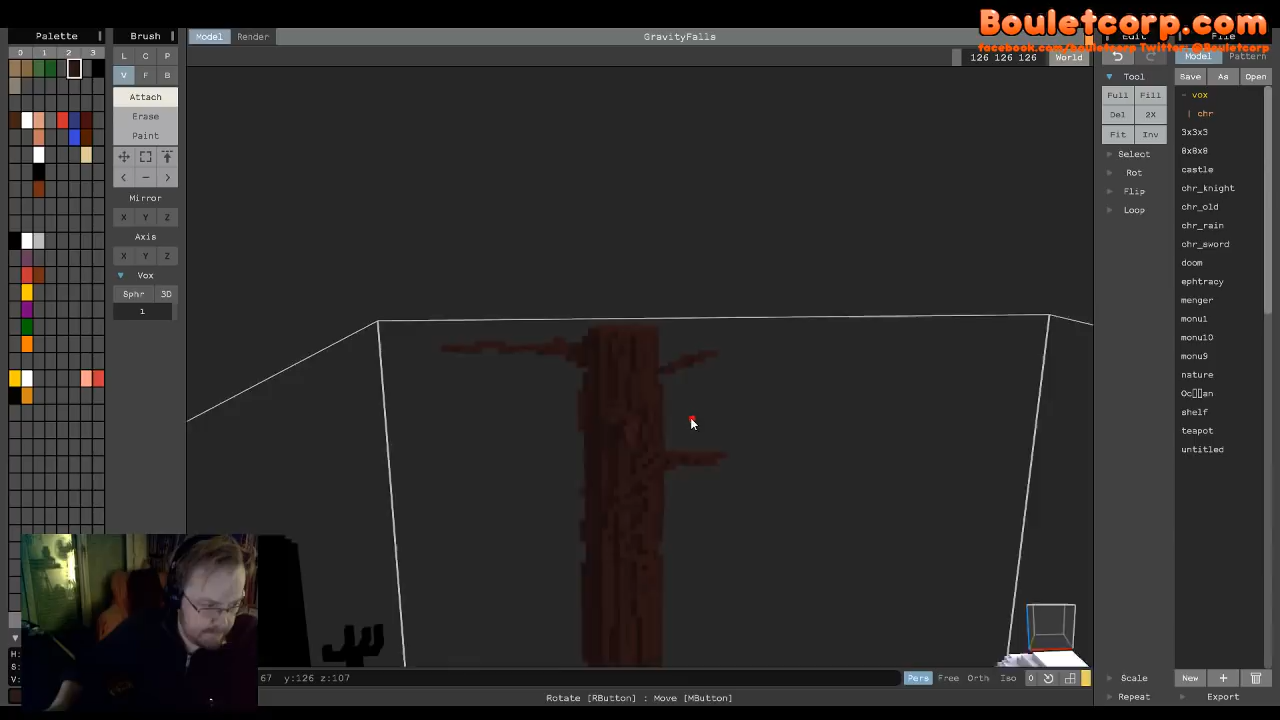 Bouletcorp.com
facebook.com/bouletcorp Twitter @Bouletcorp
Palette
Brush
Model
Render
GravityFalls
Edit
File
0 1 2 3
L C P
V F B
126 126 126
World
Model
Pattern
Tool
Save
As
Open
Attach
Erase
Paint
Full
Fill
Del
2X
Fit
Inv
Select
Rot
Flip
Loop
- vox
| chr
3x3x3
8x8x8
castle
chr_knight
chr_old
chr_rain
chr_sword
doom
ephtracy
menger
monu1
monu10
monu9
nature
shelf
teapot
untitled
Mirror
X Y Z
Axis
X Y Z
Vox
Sphr
3D
1
H:
S:
V:
67 y:126 z:107
Pers
Free
Orth
Iso
0
Rotate [RButton] : Move [MButton]
Scale
Repeat
New
+
Export